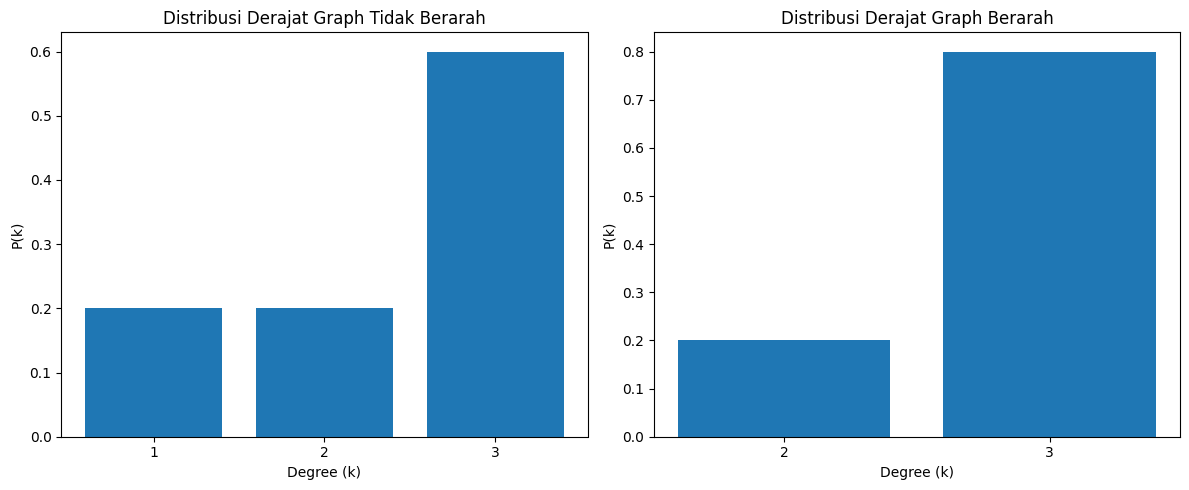 Distribusi Derajat Graph Tidak Berarah
0.6
0.5
0.4
0.3
0.2
0.1
0.0
P(k)
1 2 3
Degree (k)
Distribusi Derajat Graph Berarah
0.8
0.7
0.6
0.5
0.4
0.3
0.2
0.1
0.0
P(k)
2 3
Degree (k)